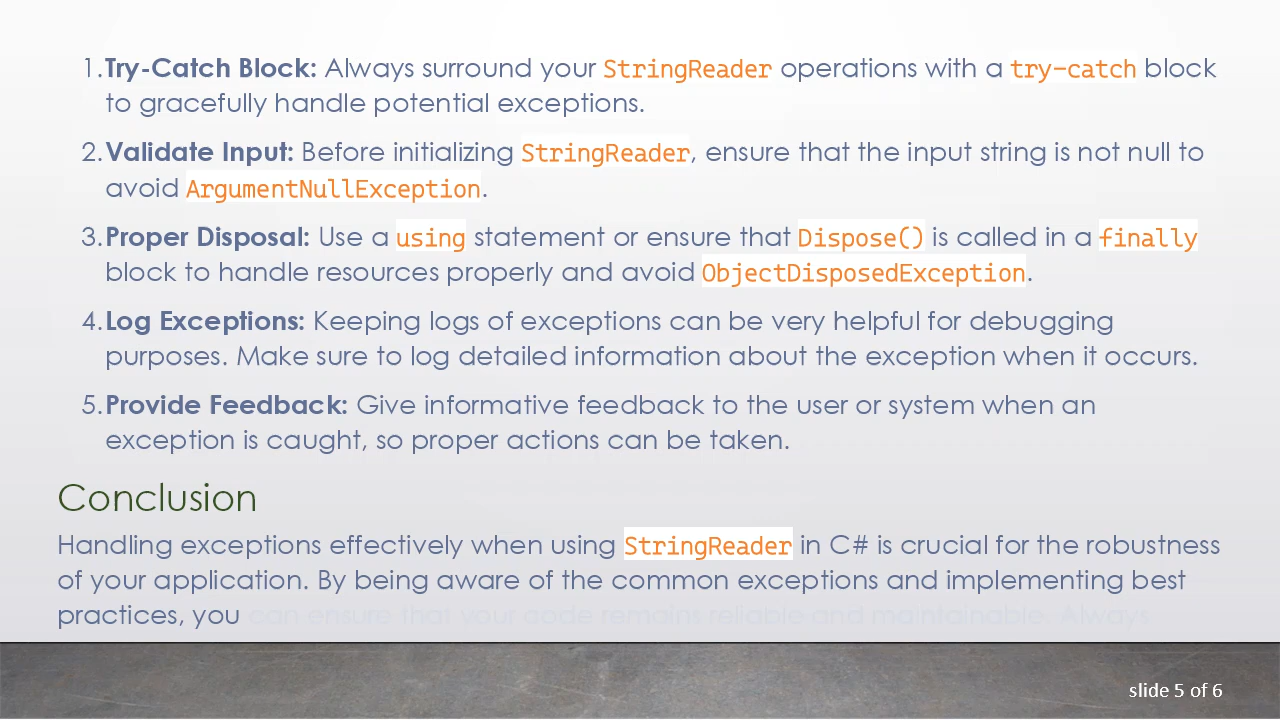 1. Try-Catch Block: Always surround your StringReader operations with a try-catch block
to gracefully handle potential exceptions.
2. Validate Input: Before initializing StringReader, ensure that the input string is not null to
avoid ArgumentNullException.
3. Proper Disposal: Use a using statement or ensure that Dispose() is called in a finally
block to handle resources properly and avoid ObjectDisposedException.
4. Log Exceptions: Keeping logs of exceptions can be very helpful for debugging
purposes. Make sure to log detailed information about the exception when it occurs.
5. Provide Feedback: Give informative feedback to the user or system when an
exception is caught, so proper actions can be taken.
Conclusion
Handling exceptions effectively when using StringReader in C# is crucial for the robustness
of your application. By being aware of the common exceptions and implementing best
practices, you can ensure that your code remains reliable and maintainable. Always
slide 5 of 6